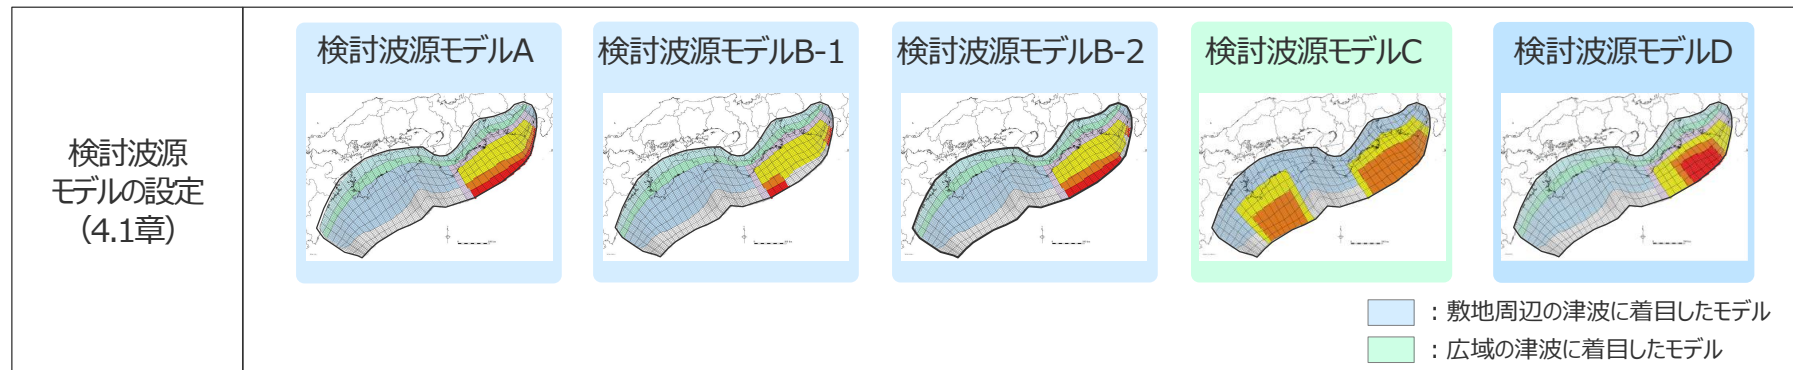 検討波源
モデルの設定
（4.1章）
検討波源モデルA
検討波源モデルB-1
検討波源モデルB-2
検討波源モデルC
検討波源モデルD
：敷地周辺の津波に着目したモデル
：広域の津波に着目したモデル